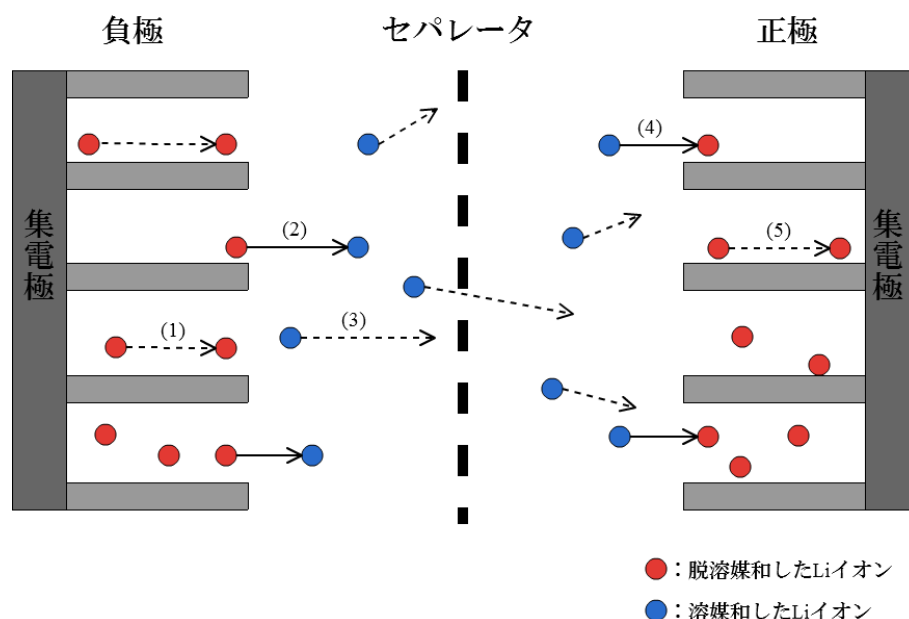 負極
セパレータ
正極
(4)
(2)
(5)
(3)
(1)
集電極
集電極
：脱溶媒和したLiイオン
：溶媒和したLiイオン